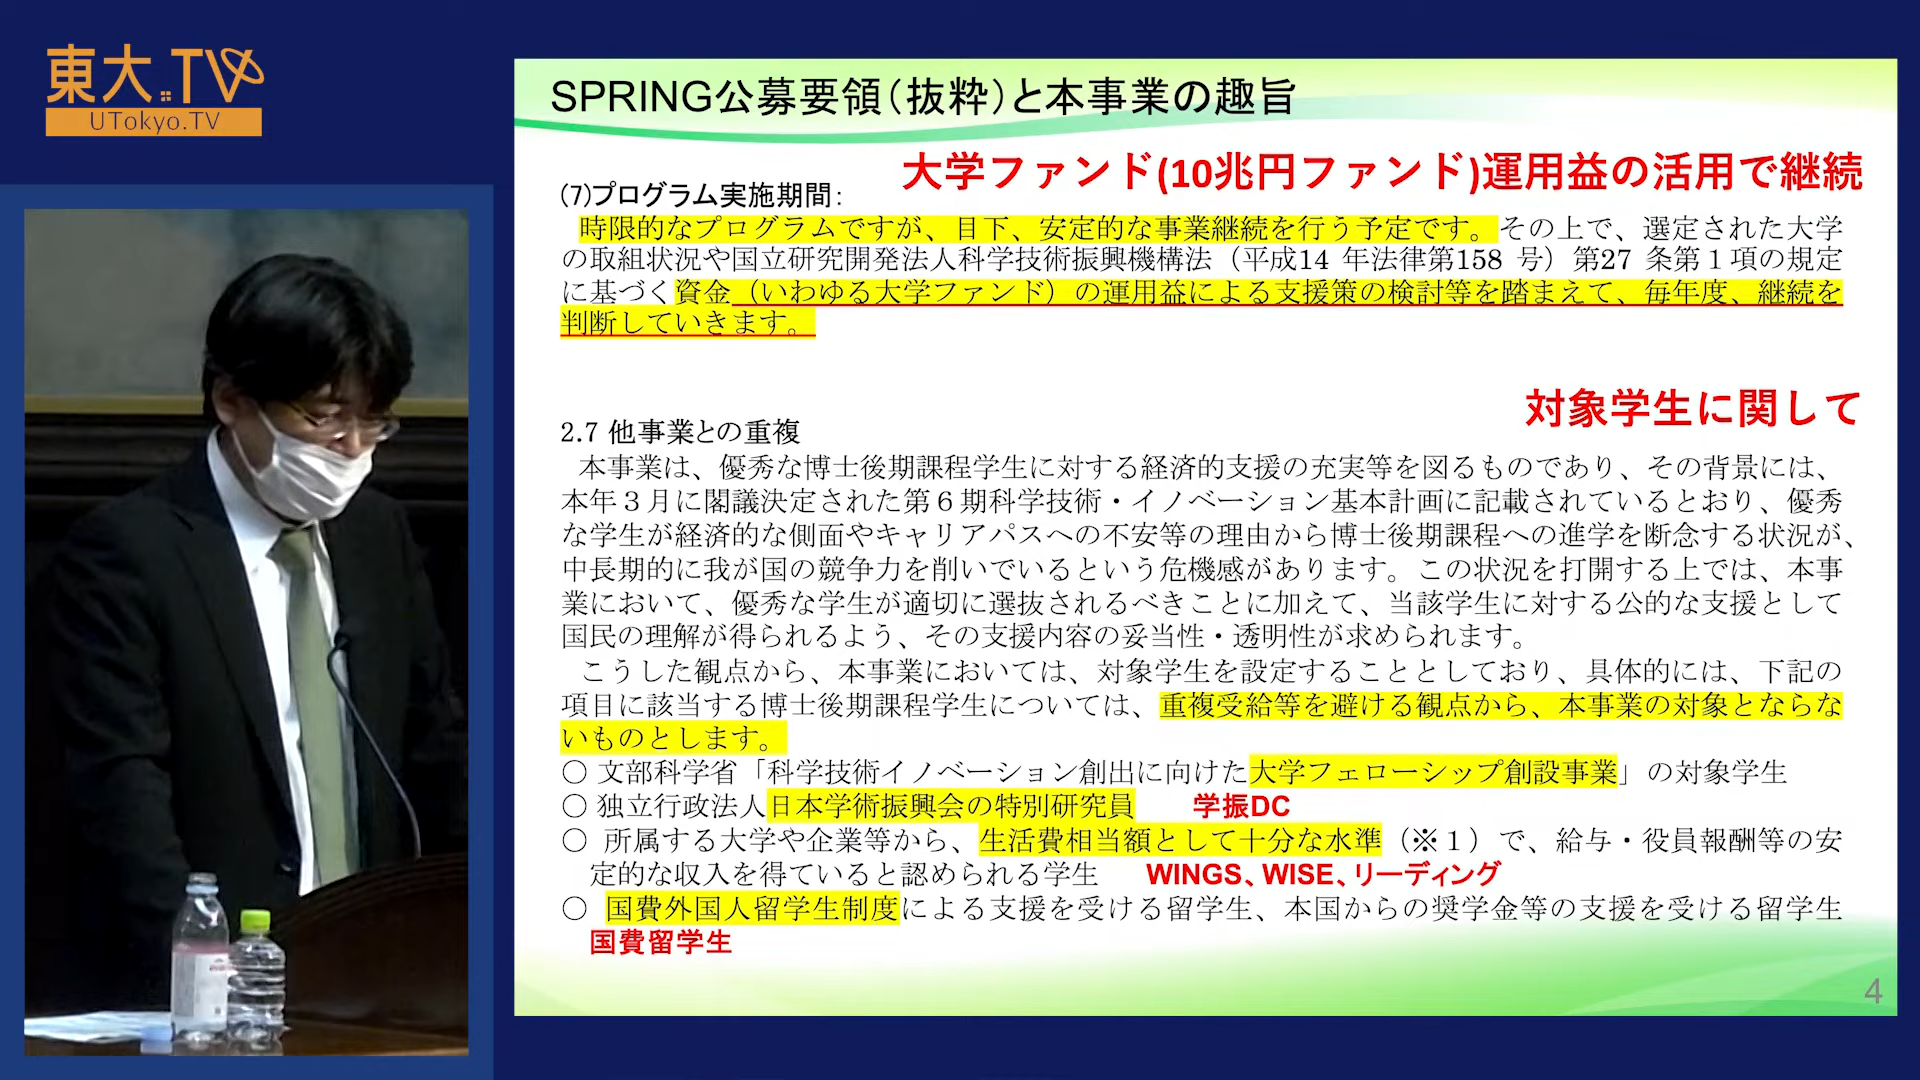 東大.TV
UTokyo.TV
SPRING公募要領（抜粋）と本事業の趣旨
大学ファンド(10兆円ファンド)運用益の活用で継続
(7)プログラム実施期間：
時限的なプログラムですが、目下、安定的な事業継続を行う予定です。その上で、選定された大学
の取組状況や国立研究開発法人科学技術振興機構法（平成14 年法律第158 号）第27 条第１項の規定
に基づく資金（いわゆる大学ファンド）の運用益による支援策の検討等を踏まえて、毎年度、継続を
判断していきます。
対象学生に関して
2.7 他事業との重複
本事業は、優秀な博士後期課程学生に対する経済的支援の充実等を図るものであり、その背景には、
本年３月に閣議決定された第６期科学技術・イノベーション基本計画に記載されているとおり、優秀
な学生が経済的な側面やキャリアパスへの不安等の理由から博士後期課程への進学を断念する状況が、
中長期的に我が国の競争力を削いでいるという危機感があります。この状況を打開する上では、本事
業において、優秀な学生が適切に選抜されるべきことに加えて、当該学生に対する公的な支援として
国民の理解が得られるよう、その支援内容の妥当性・透明性が求められます。
こうした観点から、本事業においては、対象学生を設定することとしており、具体的には、下記の
項目に該当する博士後期課程学生については、重複受給等を避ける観点から、本事業の対象とならな
いものとします。
○ 文部科学省「科学技術イノベーション創出に向けた大学フェローシップ創設事業」の対象学生
○ 独立行政法人日本学術振興会の特別研究員 学振DC
○ 所属する大学や企業等から、生活費相当額として十分な水準（※１）で、給与・役員報酬等の安
定的な収入を得ていると認められる学生 WINGS、WISE、リーディング
○ 国費外国人留学生制度による支援を受ける留学生、本国からの奨学金等の支援を受ける留学生
国費留学生
4